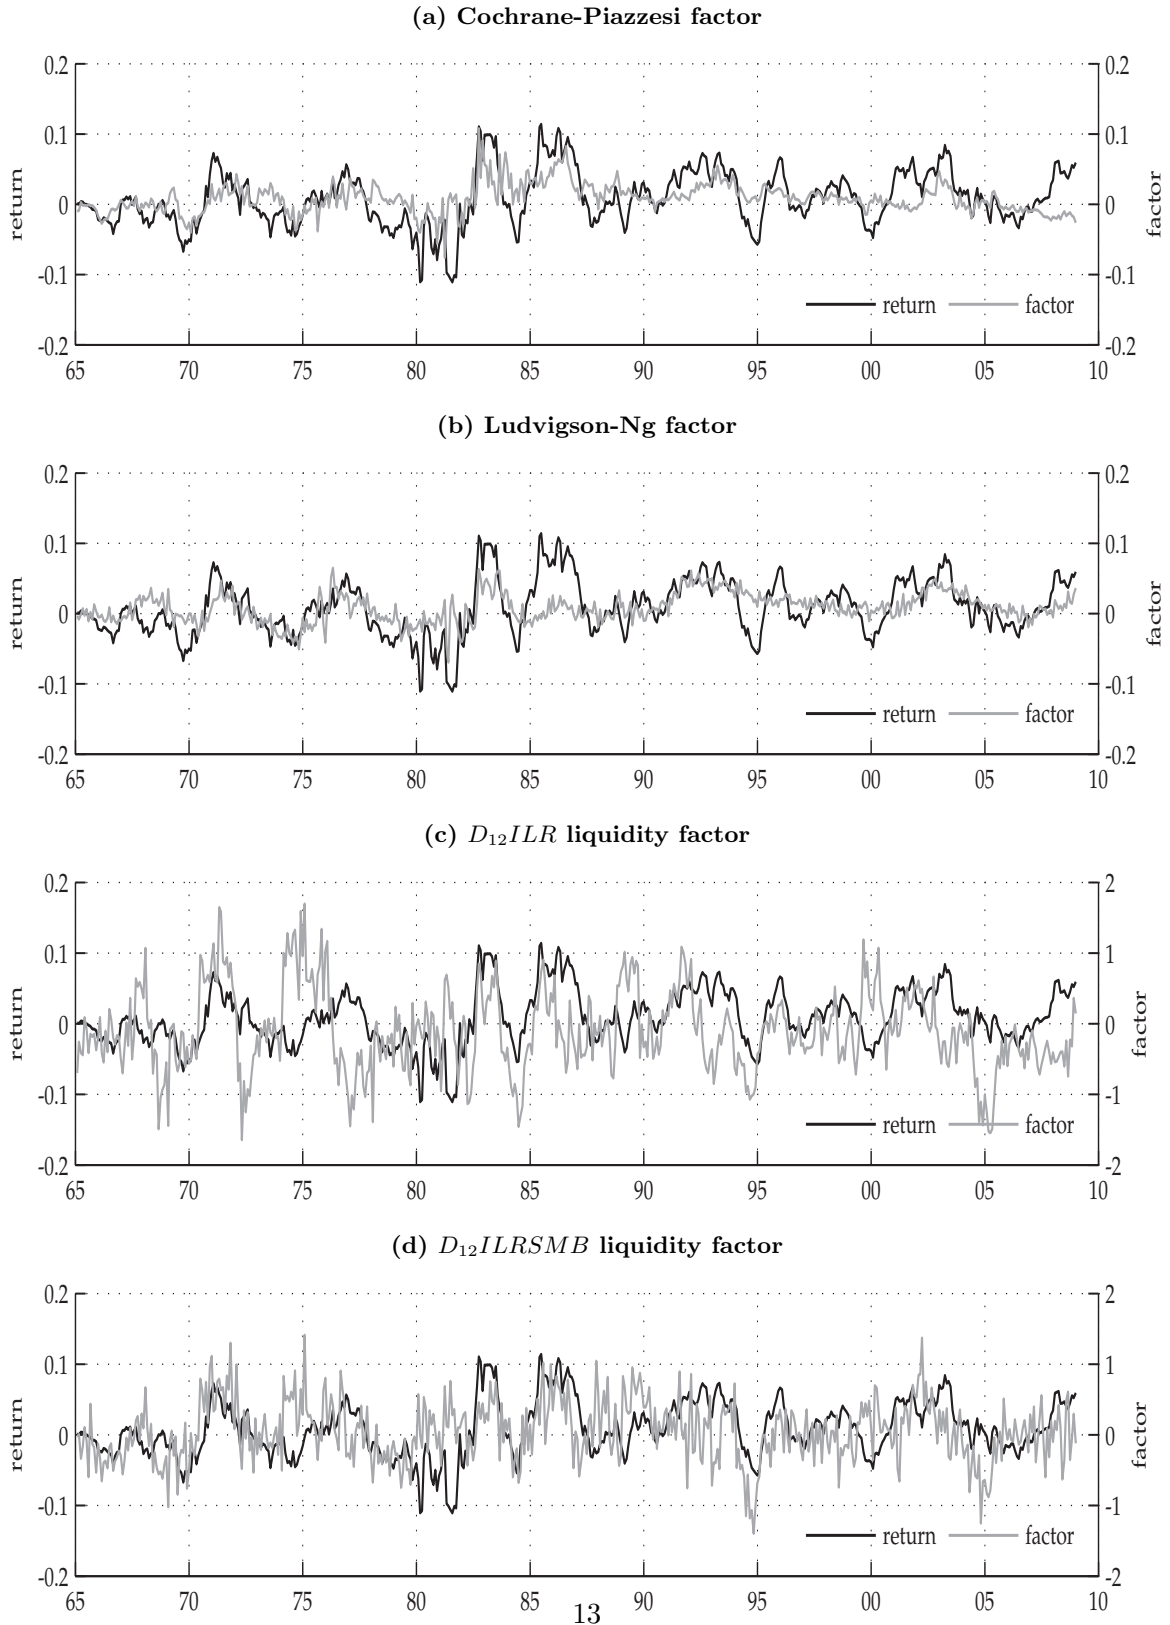 (a) Cochrane-Piazzesi factor
0.2 0.2
0.1 0.1
return 0 0 factor
-0.1 -0.1
return factor
-0.2 -0.2
65 70 75 80 85 90 95 00 05 10
(b) Ludvigson-Ng factor
0.2 0.2
0.1 0.1
return 0 0 factor
-0.1 -0.1
return factor
-0.2 -0.2
65 70 75 80 85 90 95 00 05 10
(c) D₁₂ILR liquidity factor
0.2 2
0.1 1
return 0 0 factor
-0.1 -1
return factor
-0.2 -2
65 70 75 80 85 90 95 00 05 10
(d) D₁₂ILRSMB liquidity factor
0.2 2
0.1 1
return 0 0 factor
-0.1 -1
return factor
-0.2 -2
65 70 75 80 85 90 95 00 05 10
13